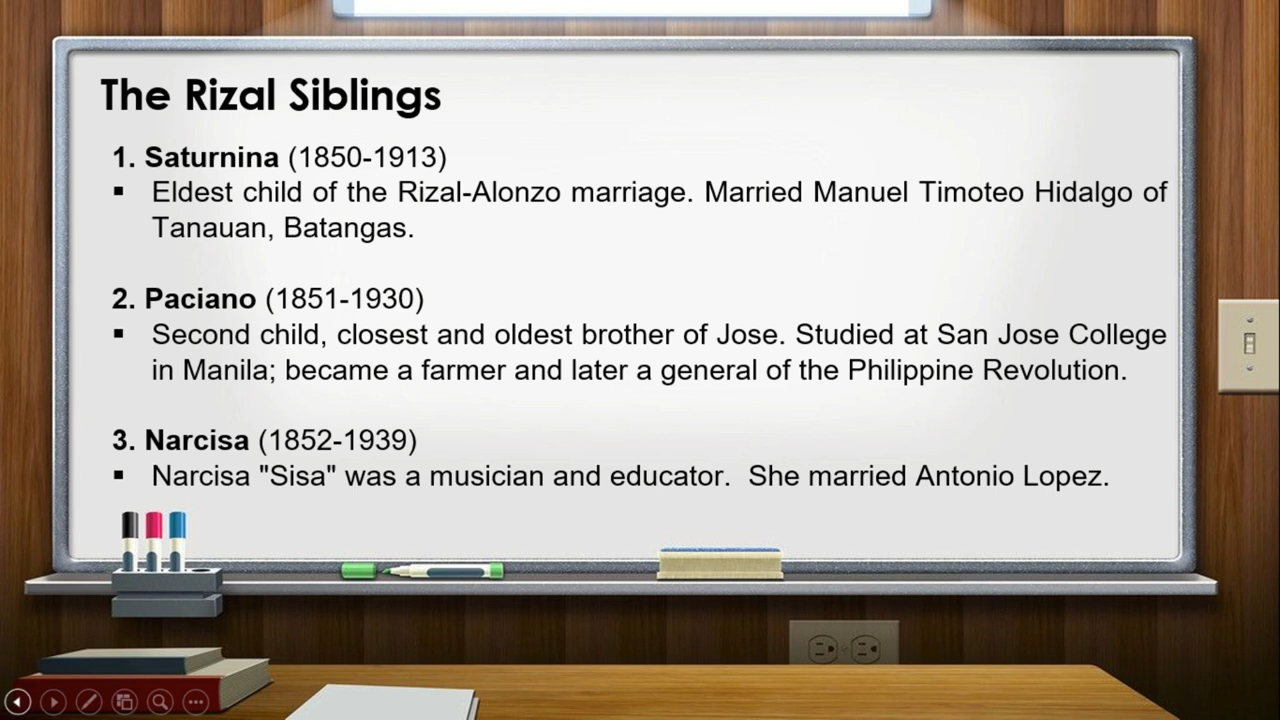 The Rizal Siblings
1. Saturnina (1850-1913)
▪ Eldest child of the Rizal-Alonzo marriage. Married Manuel Timoteo Hidalgo of
Tanauan, Batangas.
2. Paciano (1851-1930)
▪ Second child, closest and oldest brother of Jose. Studied at San Jose College
in Manila; became a farmer and later a general of the Philippine Revolution.
3. Narcisa (1852-1939)
▪ Narcisa "Sisa" was a musician and educator.  She married Antonio Lopez.